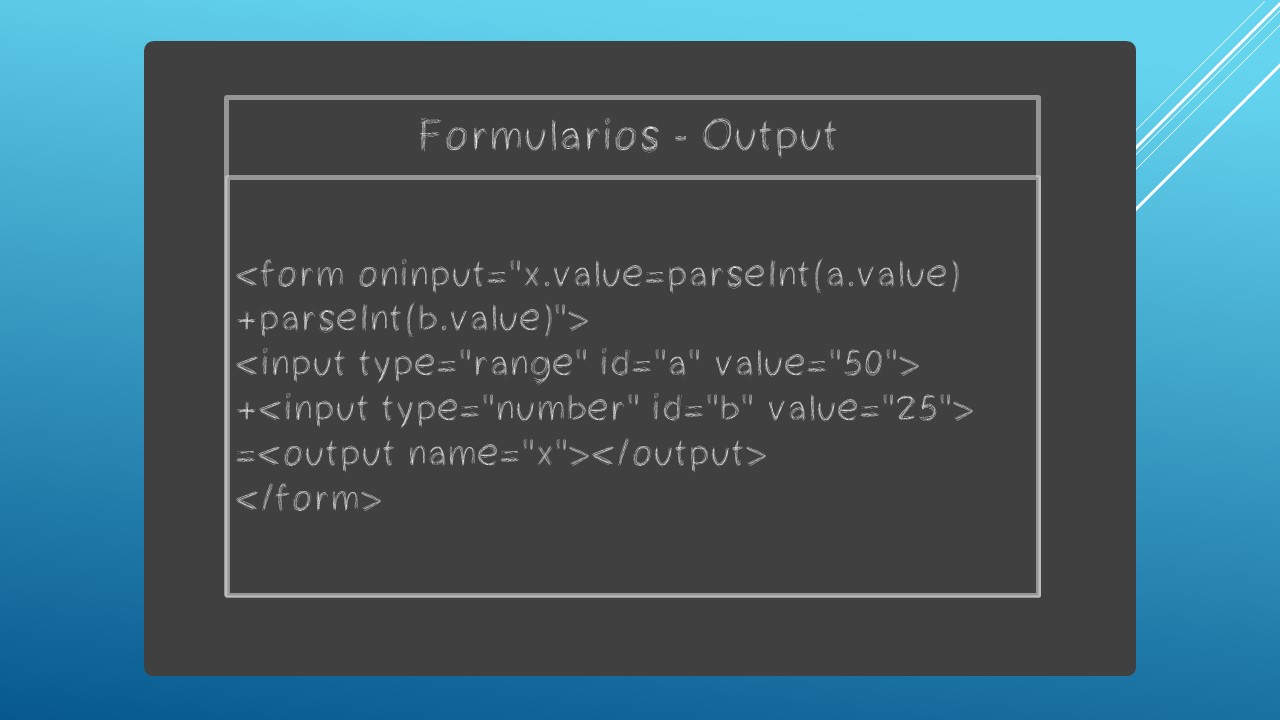 Formularios - Output
<form oninput="x.value=parseInt(a.value)
+parseInt(b.value)">
<input type="range" id="a" value="50">
+<input type="number" id="b" value="25">
=<output name="x"></output>
</form>